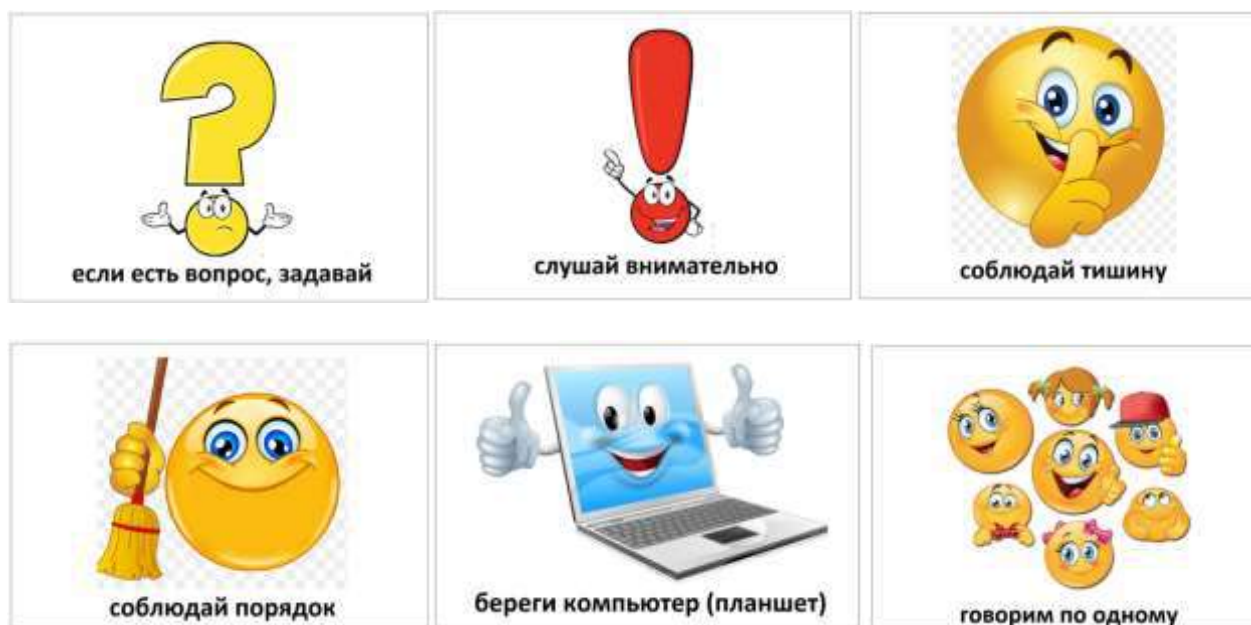 если есть вопрос, задавай
слушай внимательно
соблюдай тишину
соблюдай порядок
береги компьютер (планшет)
говорим по одному